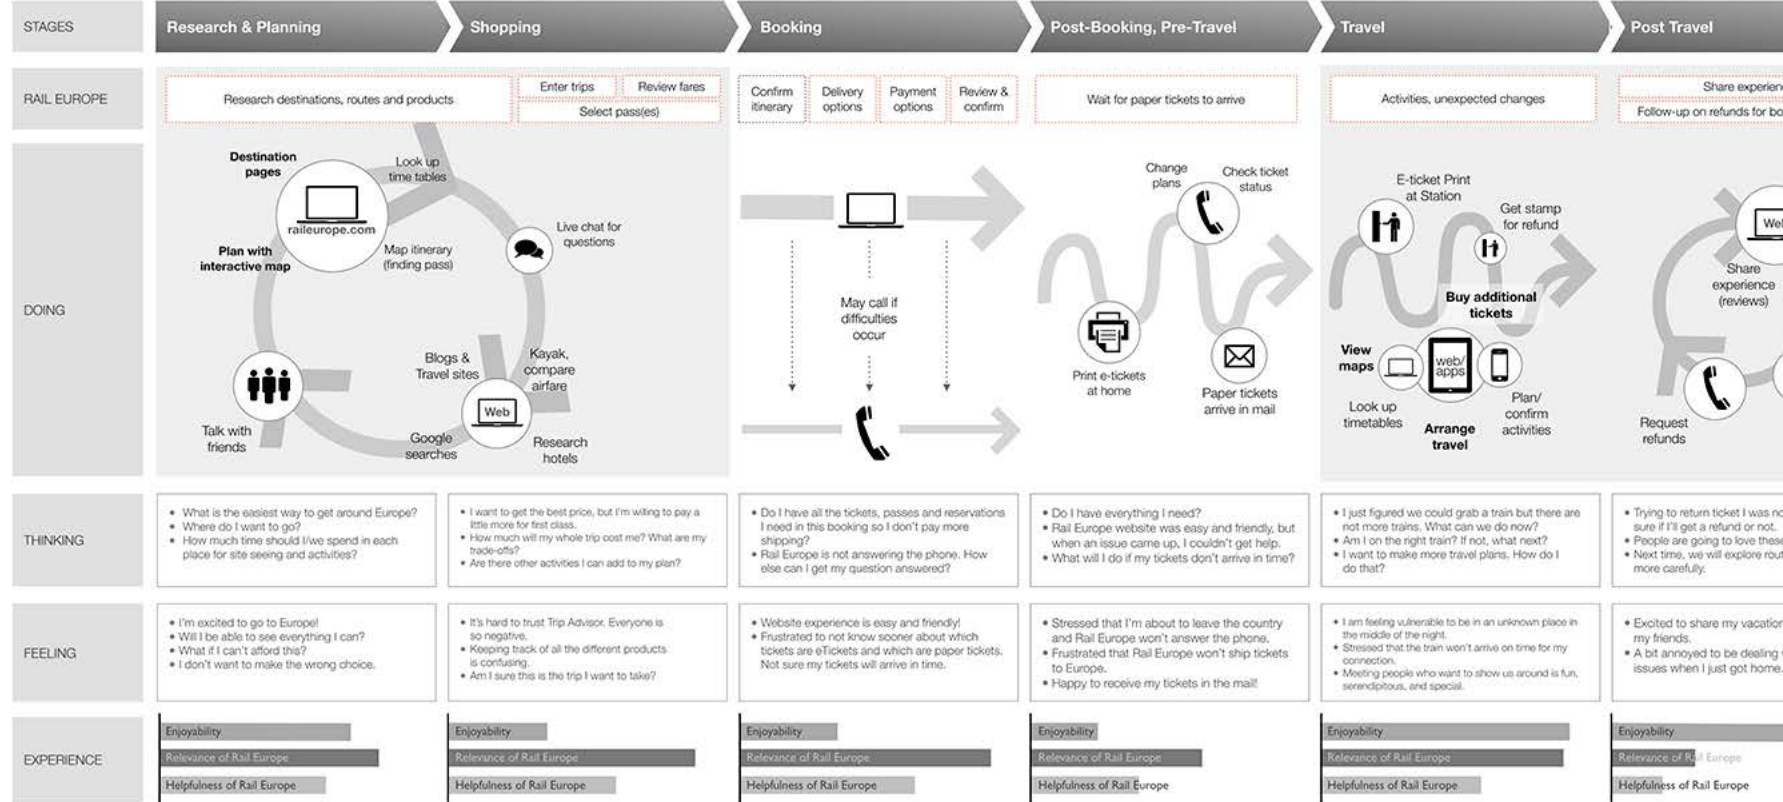 STAGES
Research & Planning
Shopping
Booking
Post-Booking, Pre-Travel
Travel
Post Travel
RAIL EUROPE
Research destinations, routes and products
Enter trips
Review fares
Select pass(es)
Confirm
itinerary
Delivery
options
Payment
options
Review &
confirm
Wait for paper tickets to arrive
Activities, unexpected changes
Share
Follow-up on refunds for
DOING
Destination
pages
Look up
time tables
raileurope.com
Plan with
interactive map
Map itinerary
(finding pass)
Live chat for
questions
Blogs &
Travel sites
Kayak,
compare
airfare
Web
Talk with
friends
Google
searches
Research
hotels
May call if
difficulties
occur
Change
plans
Check ticket
status
Print e-tickets
at home
Paper tickets
arrive in mail
E-ticket Print
at Station
Get stamp
for refund
Buy additional
tickets
View
maps
web/
apps
Look up
timetables
Arrange
travel
Plan/
confirm
activities
Share
experience
(reviews)
Request
refunds
THINKING
• What is the easiest way to get around Europe?
• Where do I want to go?
• How much time should I/we spend in each
place for site seeing and activities?
• I want to get the best price, but I'm willing to pay a
little more for first class.
• How much will my whole trip cost me? What are my
trade-offs?
• Are there other activities I can add to my plan?
• Do I have all the tickets, passes and reservations
I need in this booking so I don't pay more
shipping?
• Rail Europe is not answering the phone. How
else can I get my question answered?
• Do I have everything I need?
• Rail Europe website was easy and friendly, but
when an issue came up, I couldn't get help.
• What will I do if my tickets don't arrive in time?
• I just figured we could grab a train but there are
not more trains. What can we do now?
• Am I on the right train? If not, what next?
• I want to make more travel plans. How do I
do that?
• Trying to return ticket I was
sure if I'll get a refund or not.
• People are going to love these
• Next time, we will explore
more carefully.
FEELING
• I'm excited to go to Europe!
• Will I be able to see everything I can?
• What if I can't afford this?
• I don't want to make the wrong choice.
• It's hard to trust Trip Advisor. Everyone is
so negative.
• Keeping track of all the different products
is confusing.
• Am I sure this is the trip I want to take?
• Website experience is easy and friendly!
• Frustrated to not know sooner about which
tickets are eTickets and which are paper tickets.
Not sure my tickets will arrive in time.
• Stressed that I'm about to leave the country
and Rail Europe won't answer the phone.
• Frustrated that Rail Europe won't ship tickets
to Europe.
• Happy to receive my tickets in the mail!
• I am feeling vulnerable to be in an unknown place in
the middle of the night.
• Stressed that the train won't arrive on time for my
connection.
• Meeting people who want to show us around is fun,
serendipitous, and special.
• Excited to share my
my friends.
• A bit annoyed to be dealing
issues when I just got home.
EXPERIENCE
Enjoyability
Relevance of Rail Europe
Helpfulness of Rail Europe
Enjoyability
Relevance of Rail Europe
Helpfulness of Rail Europe
Enjoyability
Relevance of Rail Europe
Helpfulness of Rail Europe
Enjoyability
Relevance of Rail Europe
Helpfulness of Rail Europe
Enjoyability
Relevance of Rail Europe
Helpfulness of Rail Europe
Enjoyability
Relevance of Rail Europe
Helpfulness of Rail Europe